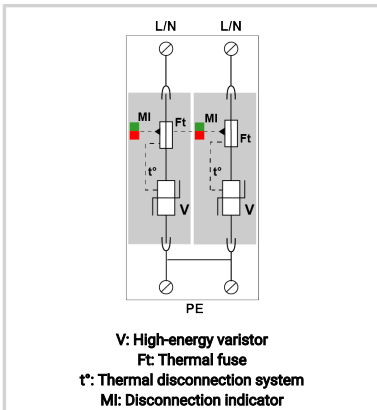 L/N L/N
MI Ft MI Ft
t° t°
V V
PE
V: High-energy varistor
Ft: Thermal fuse
t°: Thermal disconnection system
MI: Disconnection indicator